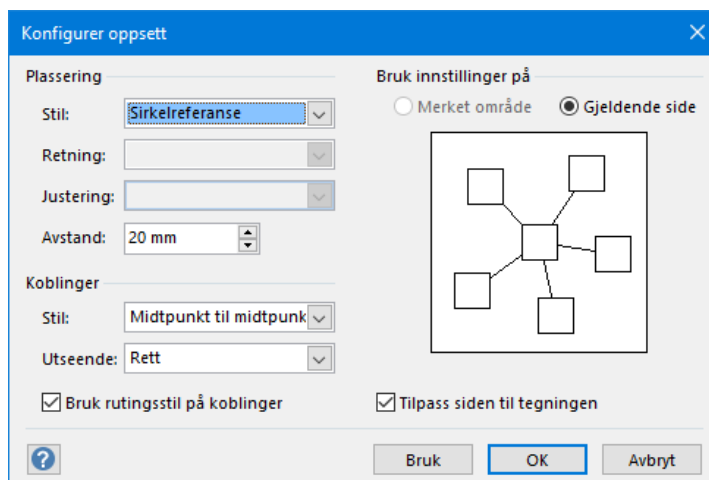 Konfigurer oppsett
Plassering
Stil: Sirkelreferanse
Retning:
Justering:
Avstand: 20 mm
Koblinger
Stil: Midtpunkt til midtpunk
Utseende: Rett
Bruk rutingsstil på koblinger
Bruk innstillinger på
Merket område Gjeldende side
Tilpass siden til tegningen
? Bruk OK Avbryt